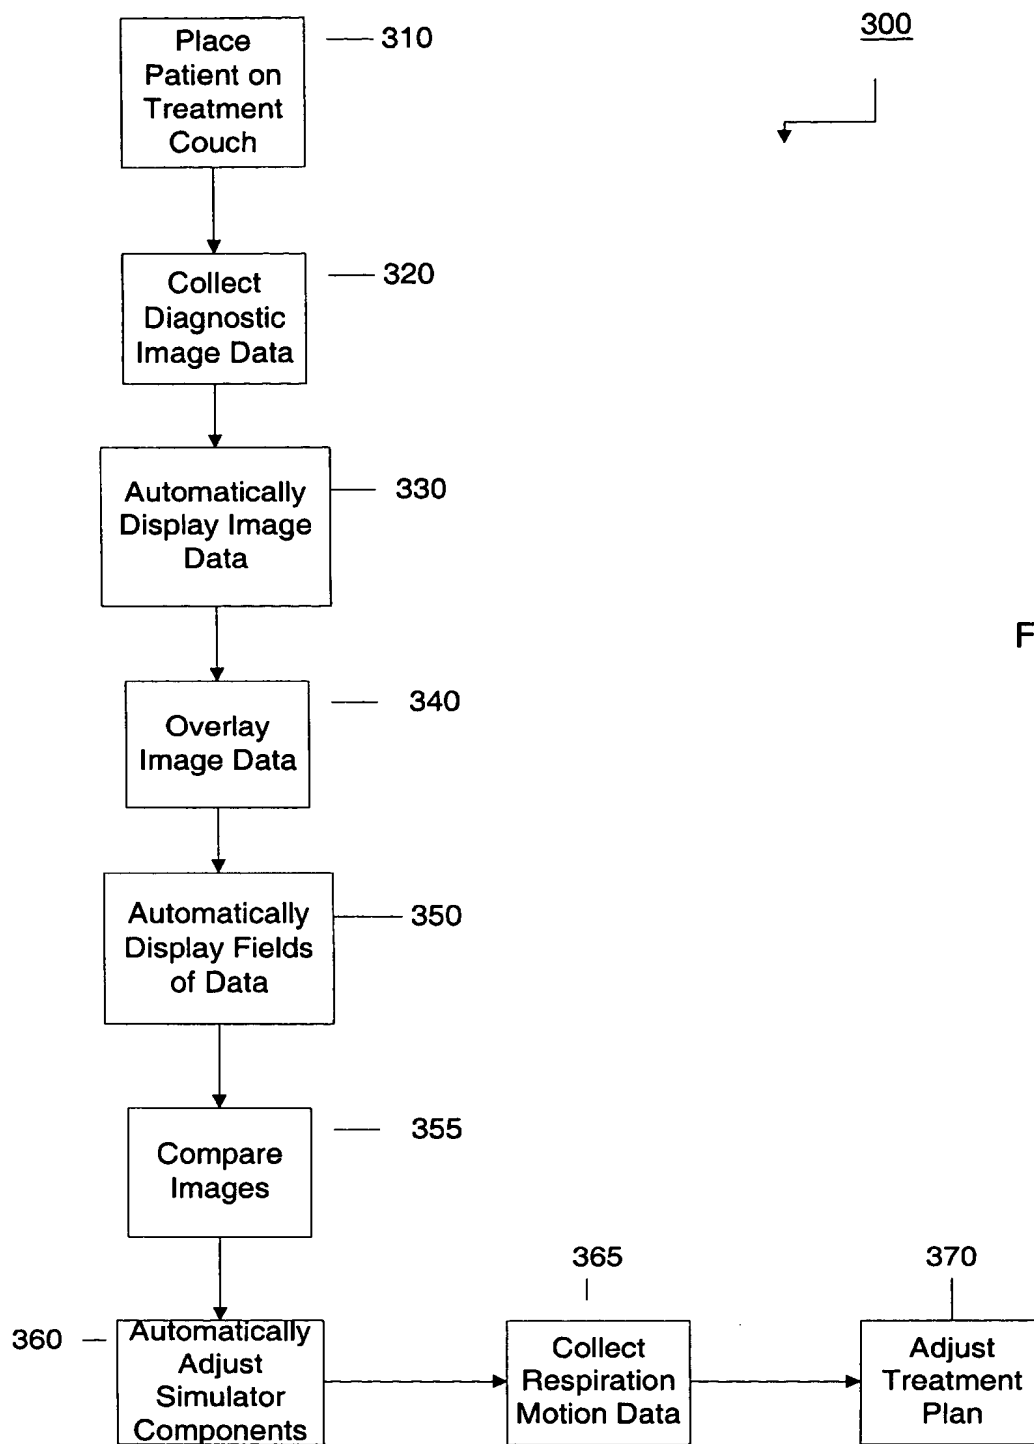 Place
Patient on
Treatment
Couch
310
300
Collect
Diagnostic
Image Data
320
Automatically
Display Image
Data
330
F
Overlay
Image Data
340
Automatically
Display Fields
of Data
350
Compare
Images
355
360
Automatically
Adjust
Simulator
Components
365
Collect
Respiration
Motion Data
370
Adjust
Treatment
Plan